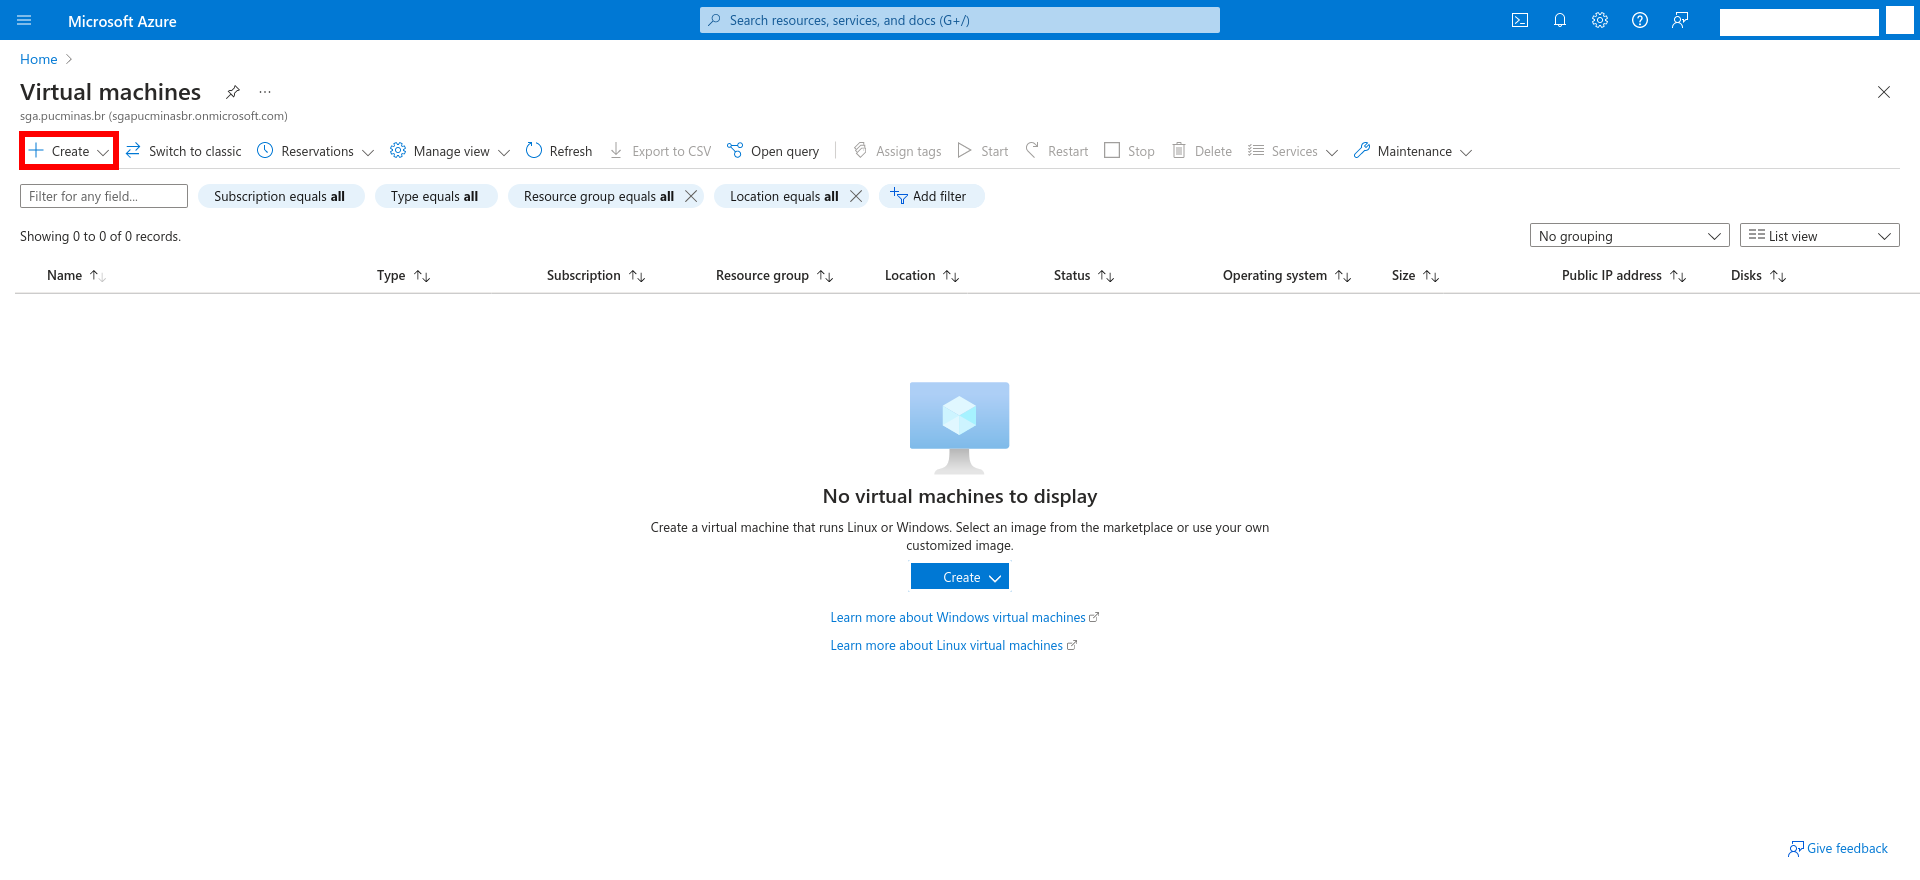 Microsoft Azure
Search resources, services, and docs (G+/)
Home
Virtual machines
sga.pucminas.br (sgapucminasbr.onmicrosoft.com)
Create Switch to classic Reservations Manage view Refresh Export to CSV Open query Assign tags Start Restart Stop Delete Services Maintenance
Filter for any field... Subscription equals all Type equals all Resource group equals all Location equals all Add filter
Showing 0 to 0 of 0 records. No grouping List view
Name Type Subscription Resource group Location Status Operating system Size Public IP address Disks
No virtual machines to display
Create a virtual machine that runs Linux or Windows. Select an image from the marketplace or use your own
customized image.
Create
Learn more about Windows virtual machines
Learn more about Linux virtual machines
Give feedback